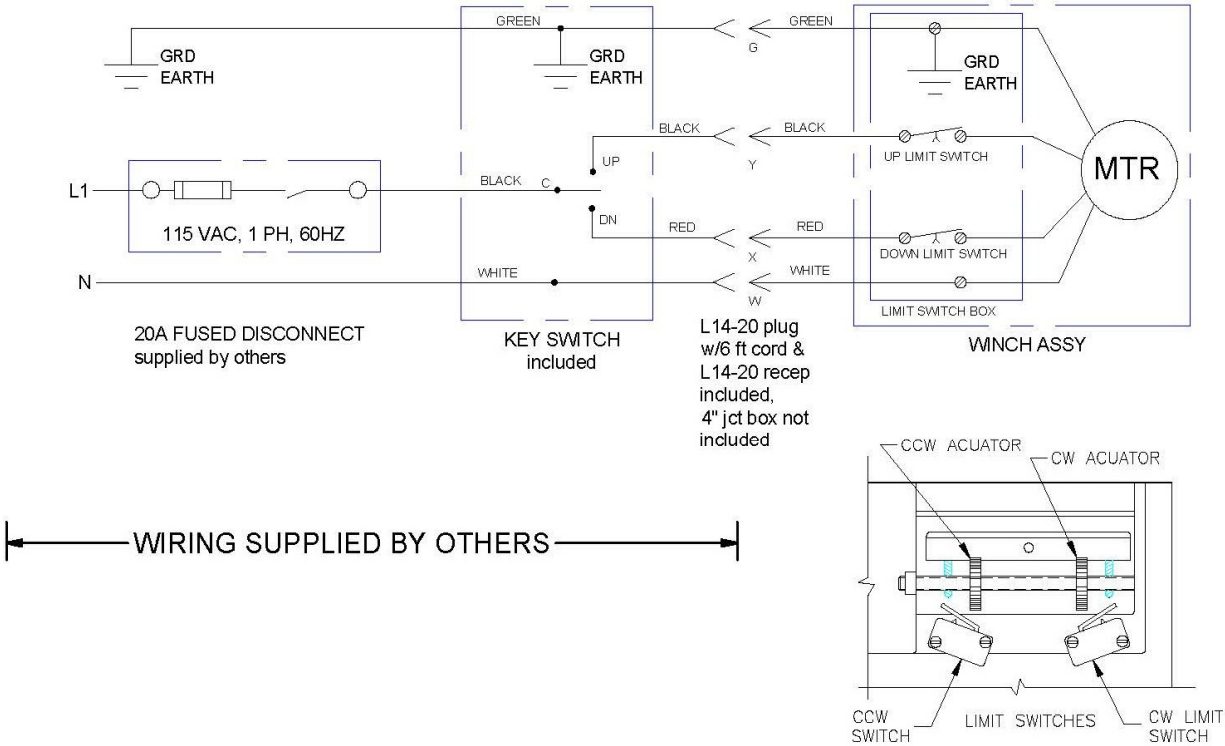 GREEN
GREEN
GRD
EARTH
GRD
EARTH
G
GRD
EARTH
BLACK
BLACK
UP
Y
UP LIMIT SWITCH
MTR
L1
BLACK
C
115 VAC, 1 PH, 60HZ
DN
RED
RED
X
DOWN LIMIT SWITCH
N
WHITE
WHITE
W
LIMIT SWITCH BOX
20A FUSED DISCONNECT
supplied by others
KEY SWITCH
included
L14-20 plug
w/6 ft cord &
L14-20 recep
included,
4" jct box not
included
WINCH ASSY
CCW ACUATOR
CW ACUATOR
WIRING SUPPLIED BY OTHERS
CCW
SWITCH
LIMIT SWITCHES
CW LIMIT
SWITCH